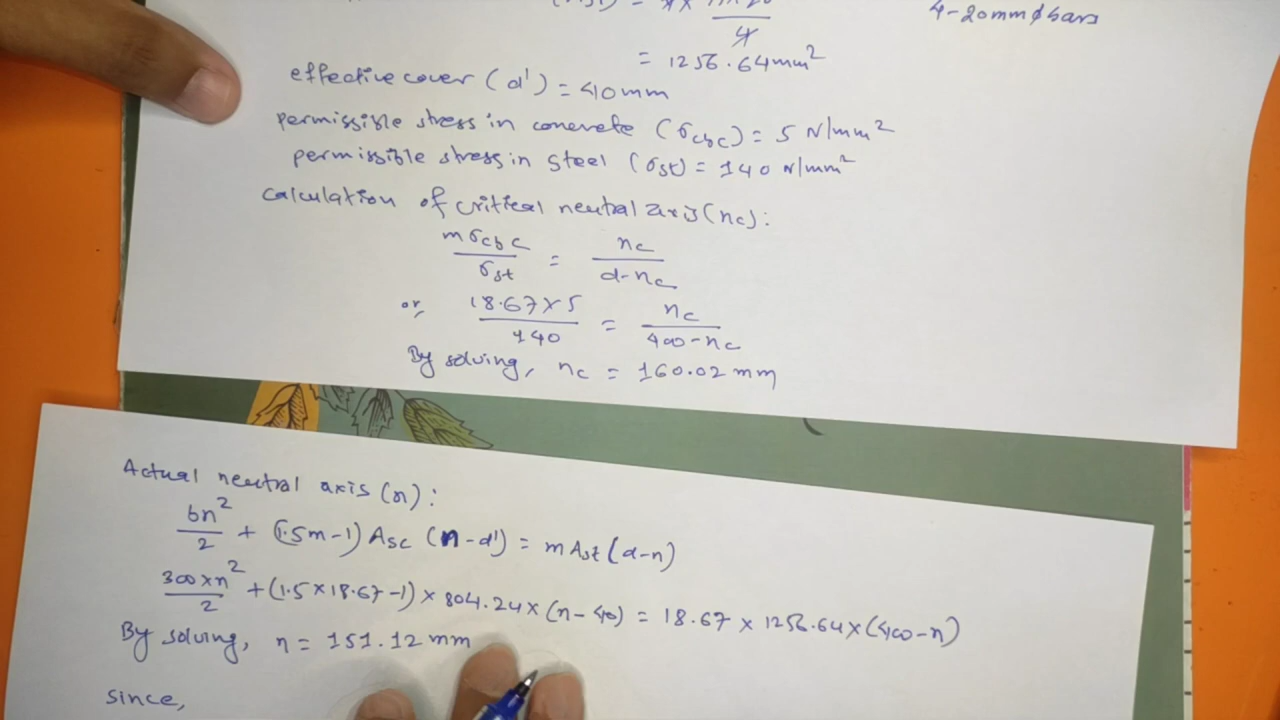 4-20mmϕbars
= 1256.64mm²
effective cover (d') = 40mm
permissible stress in concrete (σcbc) = 5 N/mm²
permissible stress in steel (σst) = 140 N/mm²
Calculation of critical neutral axis (nc):
mσcbc / σst = nc / d-nc
or, 18.67×5 / 140 = nc / 400-nc
By solving, nc = 160.02 mm
Actual neutral axis (n):
bn²/2 + (1.5m-1) Asc (n-d') = mAst(d-n)
300×n²/2 + (1.5×18.67-1) × 804.24 × (n-40) = 18.67 × 1256.64 × (400-n)
By solving, n = 151.12 mm
Since,